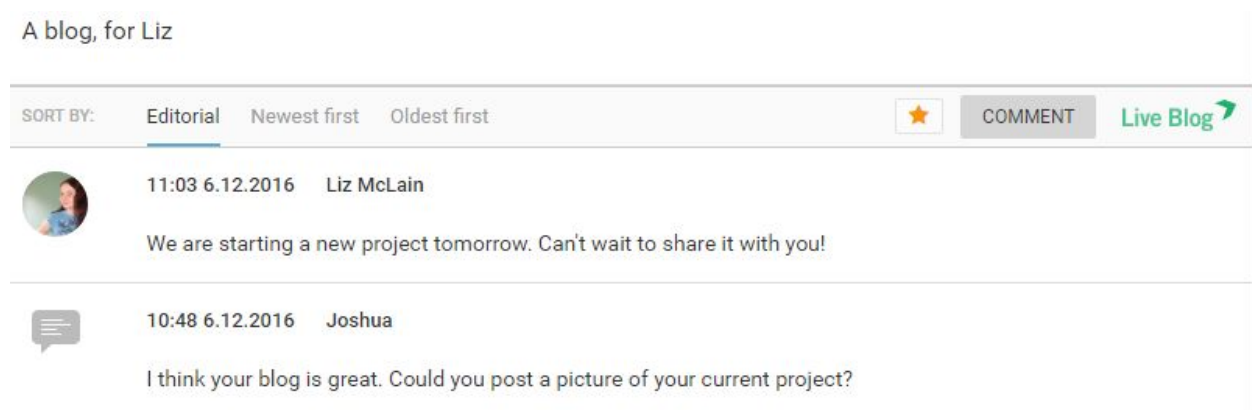 A blog, for Liz
SORT BY: Editorial Newest first Oldest first COMMENT Live Blog
11:03 6.12.2016 Liz McLain
We are starting a new project tomorrow. Can't wait to share it with you!
10:48 6.12.2016 Joshua
I think your blog is great. Could you post a picture of your current project?